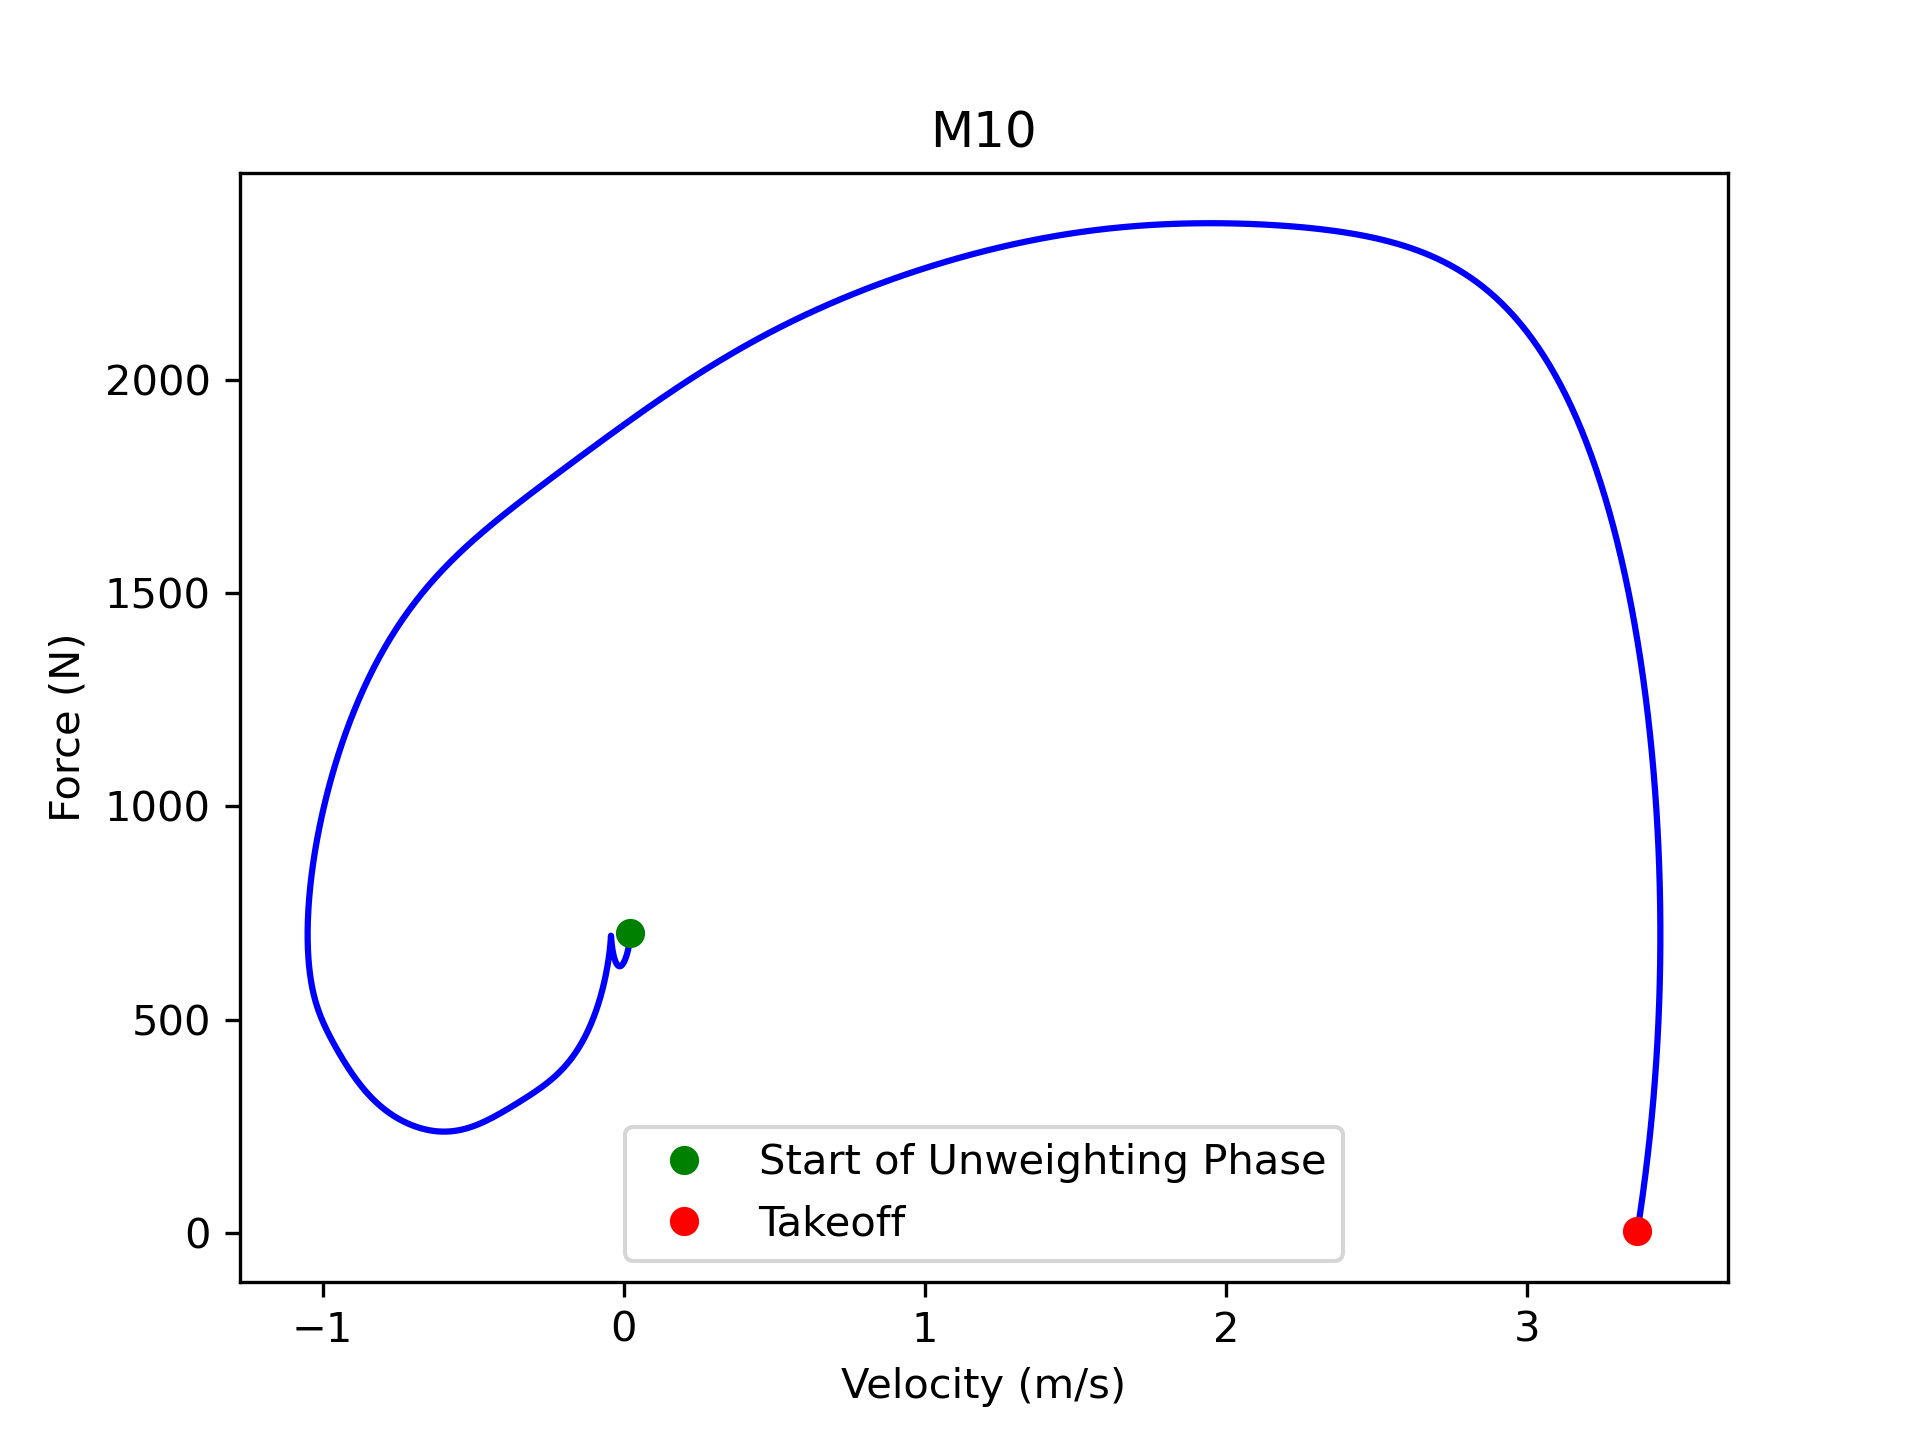 M10
Force (N)
2000
1500
1000
500
0
−1 0 1 2 3
Velocity (m/s)
Start of Unweighting Phase
Takeoff